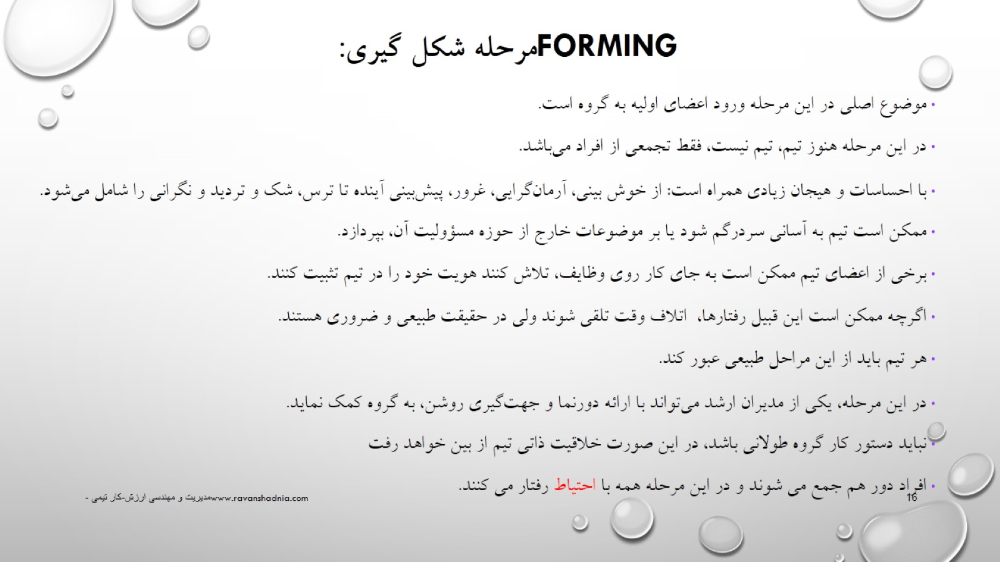 FORMINGمرحله شکل گیری:
• موضوع اصلی در این مرحله ورود اعضای اولیه به گروه است.
• در این مرحله هنوز تیم، تیم نیست، فقط تجمعی از افراد می‌باشد.
• با احساسات و هیجان زیادی همراه است: از خوش بینی، آرمان‌گرایی، غرور، پیش‌بینی آینده تا ترس، شک و تردید و نگرانی را شامل می‌شود.
• ممکن است تیم به آسانی سردرگم شود یا بر موضوعات خارج از حوزه مسؤولیت آن، بپردازد.
• برخی از اعضای تیم ممکن است به جای کار روی وظایف، تلاش کنند هویت خود را در تیم تثبیت کنند.
• اگرچه ممکن است این قبیل رفتارها، اتلاف وقت تلقی شوند ولی در حقیقت طبیعی و ضروری هستند.
• هر تیم باید از این مراحل طبیعی عبور کند.
• در این مرحله، یکی از مدیران ارشد می‌تواند با ارائه دورنما و جهت‌گیری روشن، به گروه کمک نماید.
• نباید دستور کار گروه طولانی باشد، در این صورت خلاقیت ذاتی تیم از بین خواهد رفت
• افراد دور هم جمع می شوند و در این مرحله همه با احتیاط رفتار می کنند.
16
www.ravanshadnia.comمدیریت و مهندسی ارزش-کار تیمی -